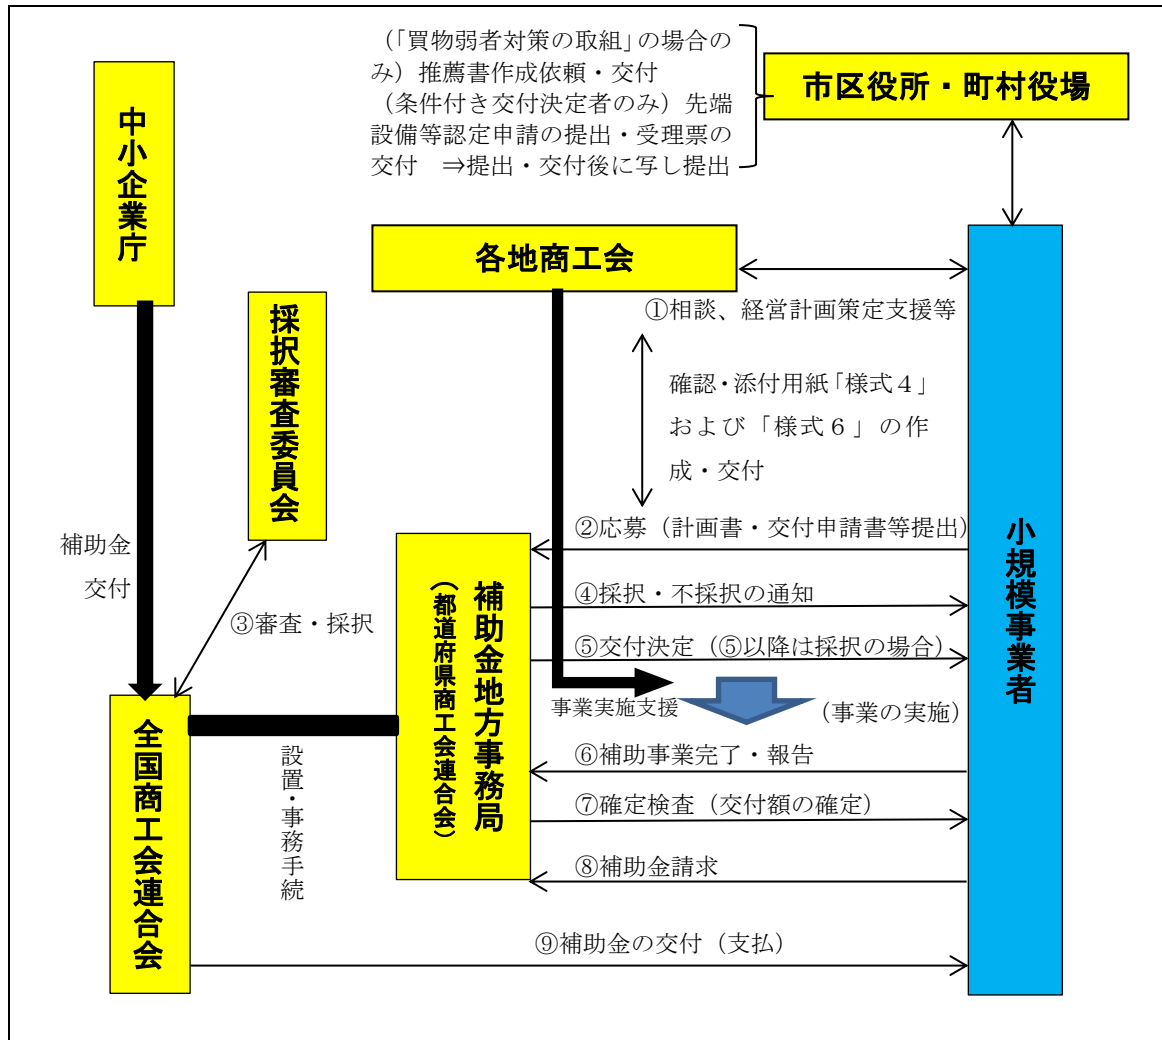 （「買物弱者対策の取組」の場合の
み）推薦書作成依頼・交付
（条件付き交付決定者のみ）先端
設備等認定申請の提出・受理票の
交付　⇒提出・交付後に写し提出
市区役所・町村役場
中小企業庁
各地商工会
採択審査委員会
①相談、経営計画策定支援等
確認・添付用紙「様式４」
および「様式６」の作
成・交付
補助金
交付
③審査・採択
②応募（計画書・交付申請書等提出）
④採択・不採択の通知
⑤交付決定（⑤以降は採択の場合）
事業実施支援
（事業の実施）
補助金地方事務局
（都道府県商工会連合会）
小規模事業者
全国商工会連合会
設置・事務手続
⑥補助事業完了・報告
⑦確定検査（交付額の確定）
⑧補助金請求
⑨補助金の交付（支払）